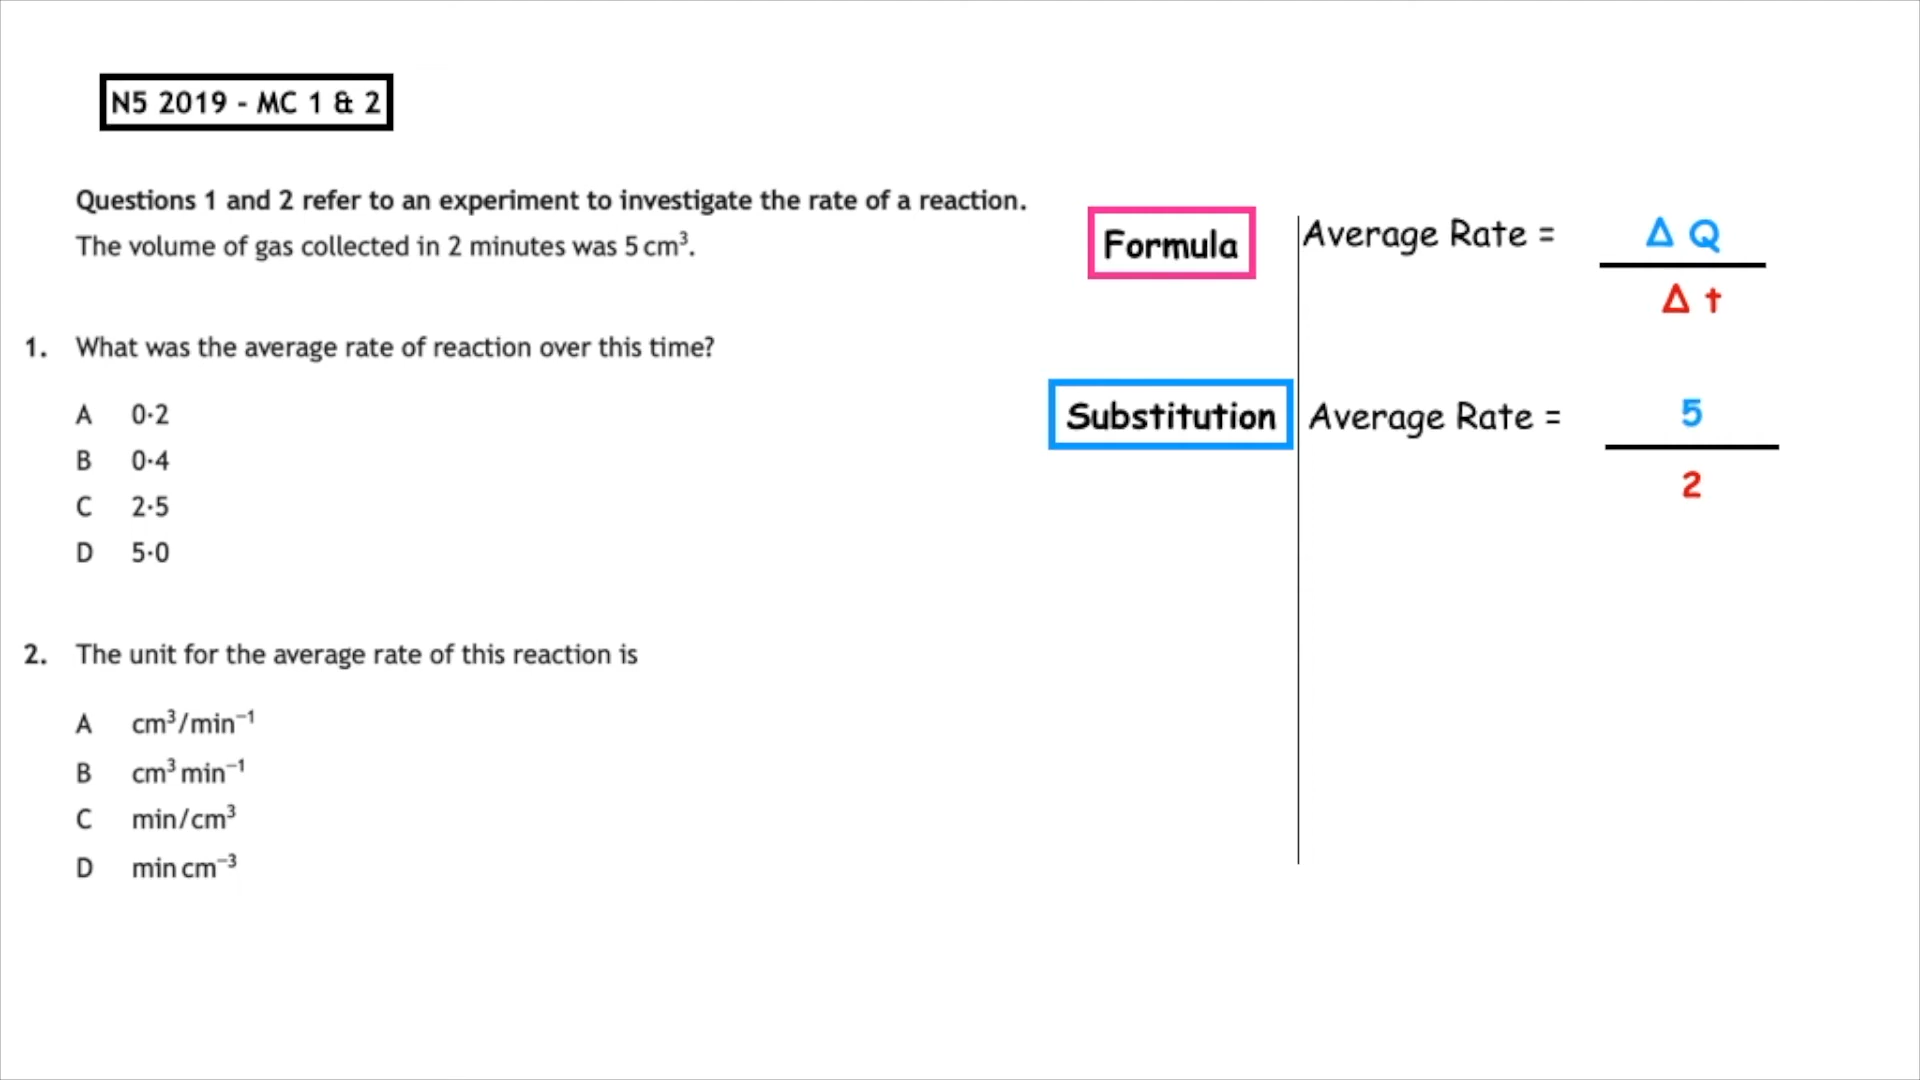 N5 2019 - MC 1 & 2
Questions 1 and 2 refer to an experiment to investigate the rate of a reaction.
The volume of gas collected in 2 minutes was 5 cm³.
1. What was the average rate of reaction over this time?
A 0·2
B 0·4
C 2·5
D 5·0
2. The unit for the average rate of this reaction is
A cm³/min⁻¹
B cm³ min⁻¹
C min/cm³
D min cm⁻³
Formula
Average Rate =
Δ Q
Δ t
Substitution
Average Rate =
5
2